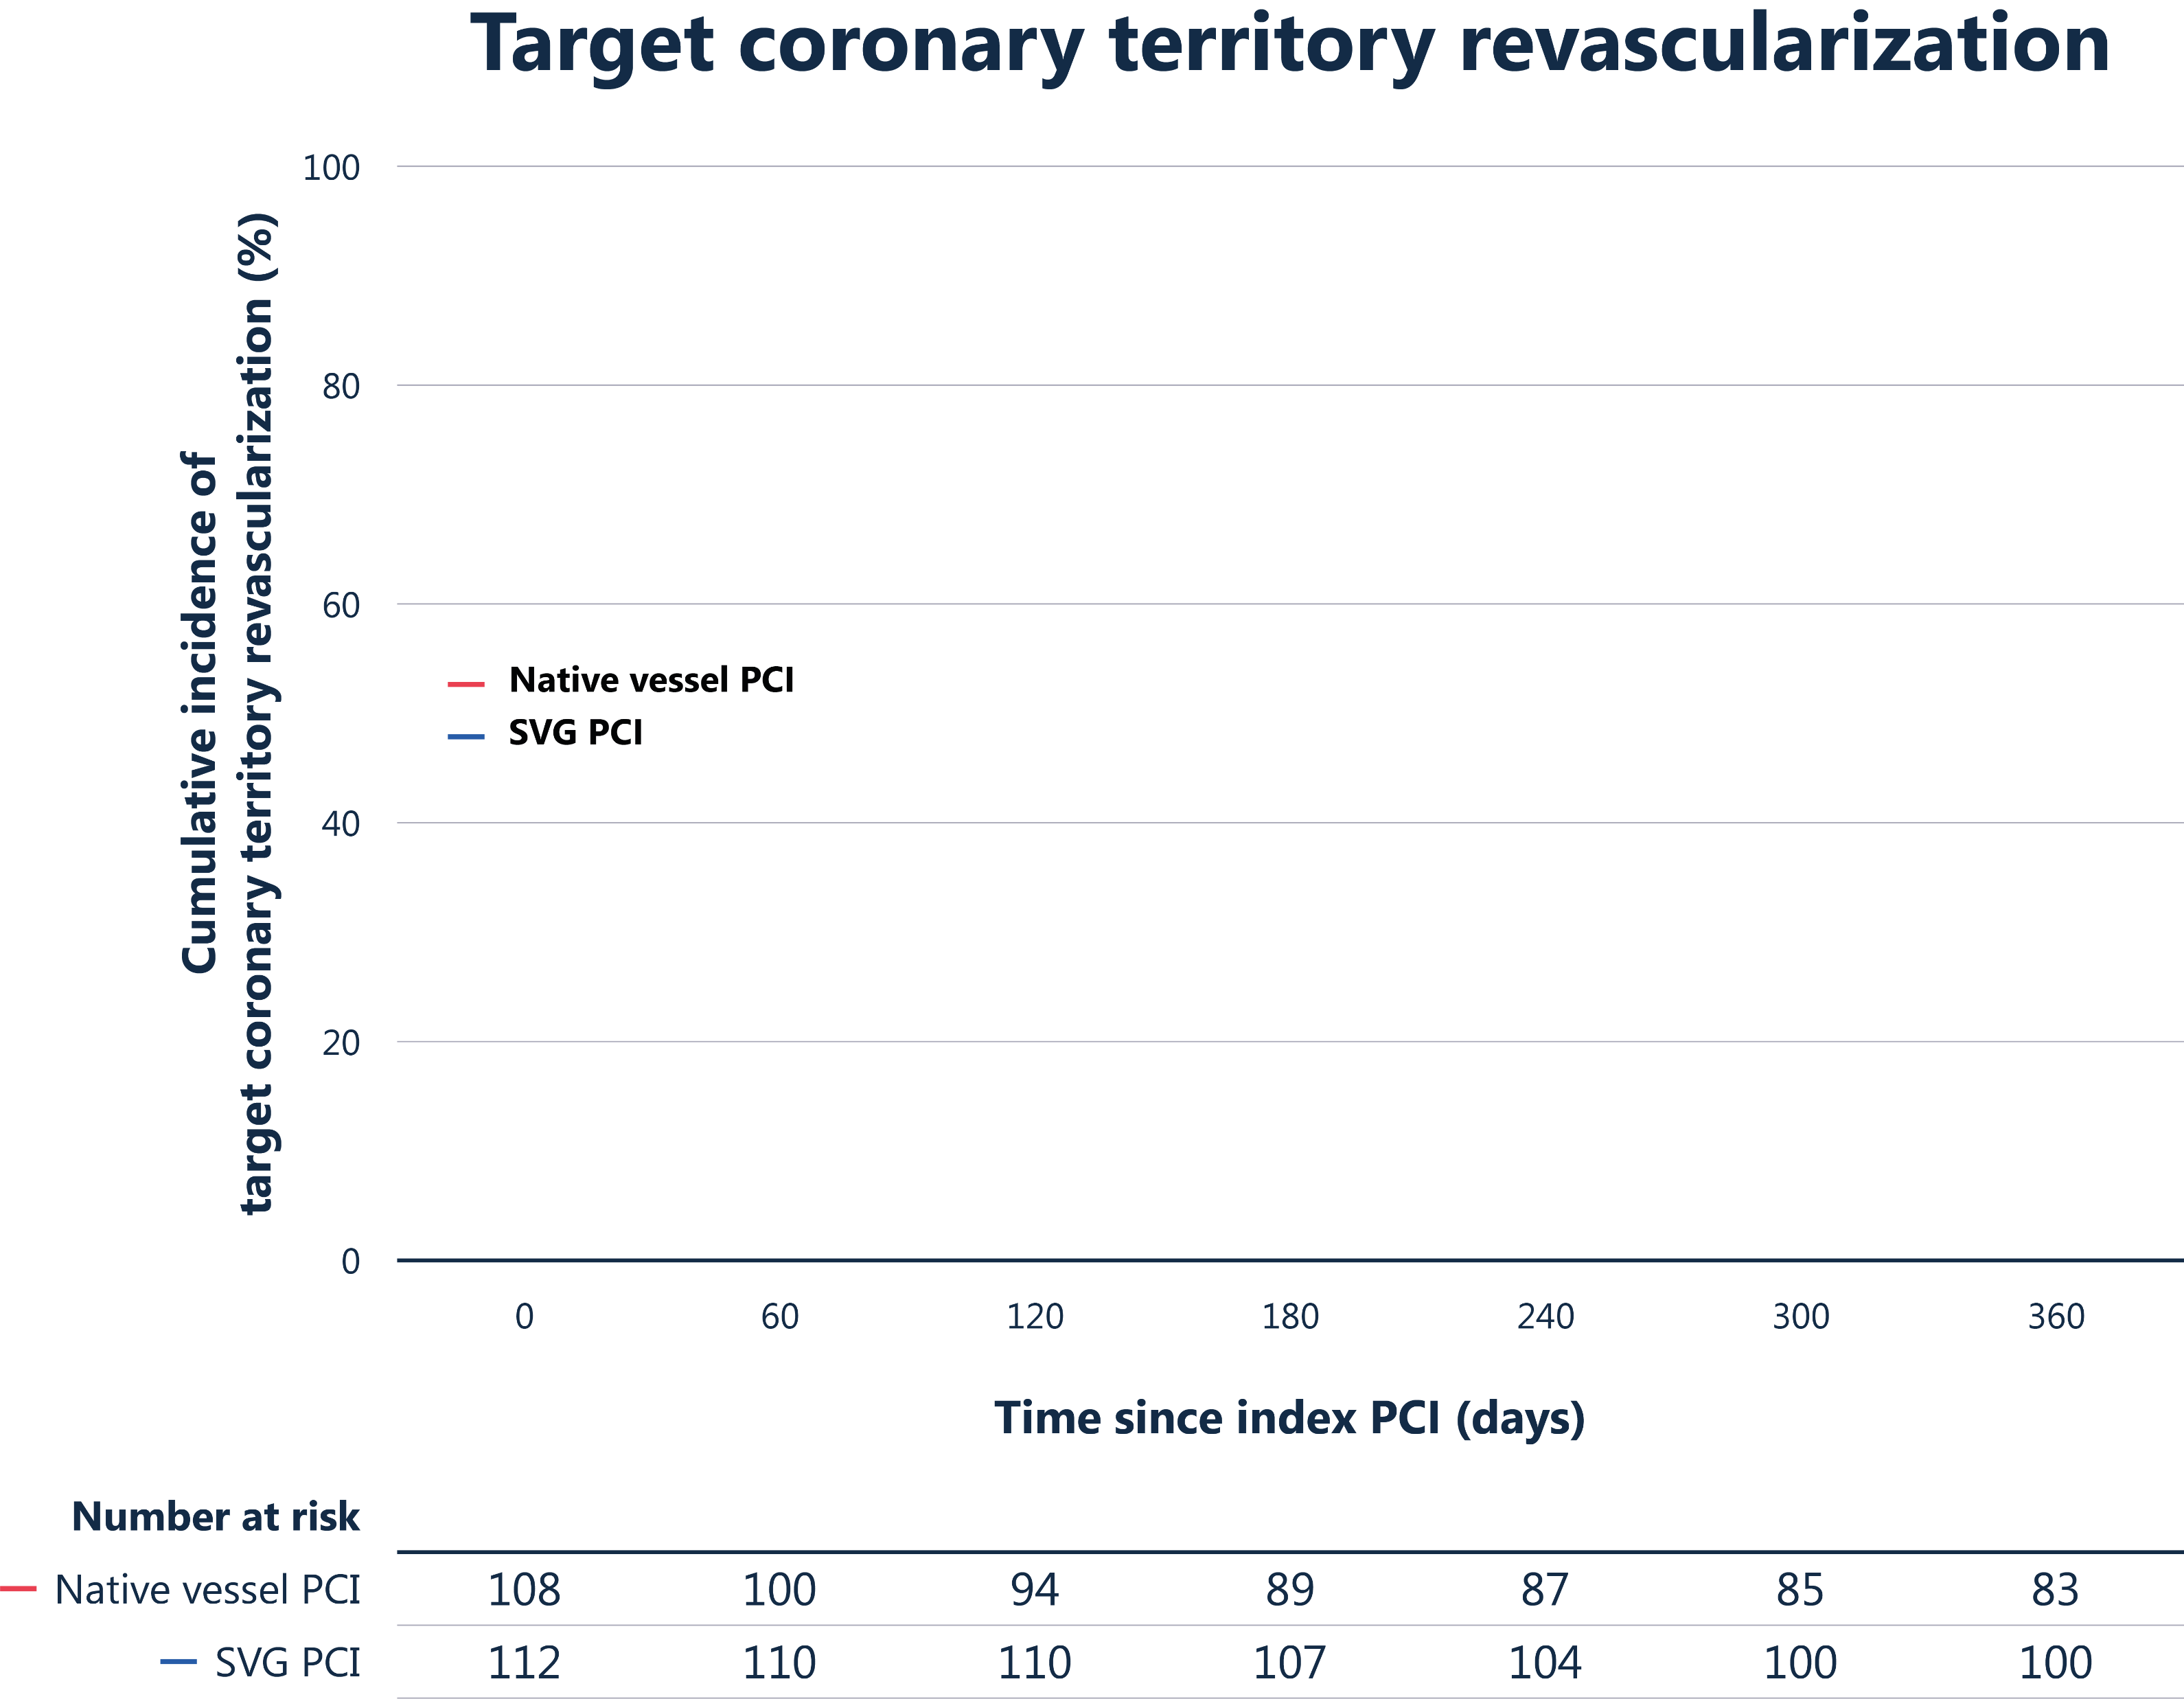 Target coronary territory revascularization
Cumulative incidence of
target coronary territory revascularization (%)
100
80
60
40
20
0
Native vessel PCI
SVG PCI
0 60 120 180 240 300 360
Time since index PCI (days)
Number at risk
Native vessel PCI 108 100 94 89 87 85 83
SVG PCI 112 110 110 107 104 100 100